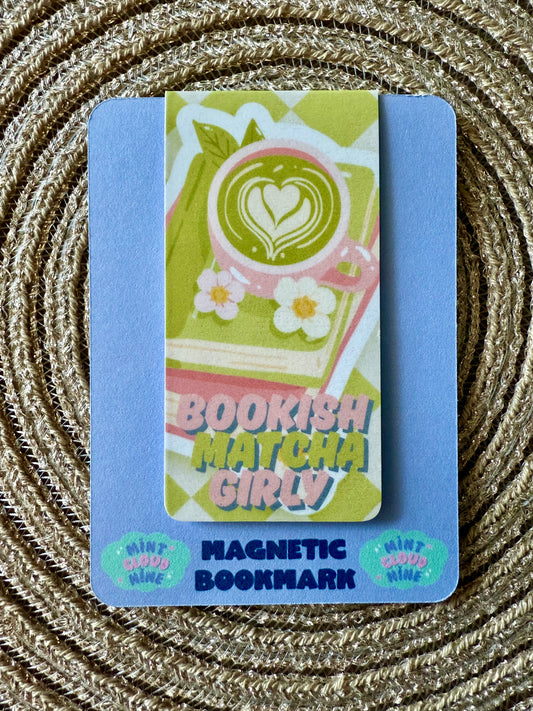 BOOKISH
MATCHA
GIRLY
MAGNETIC
BOOKMARK
MINT
CLOUD
NINE
MINT
CLOUD
NINE